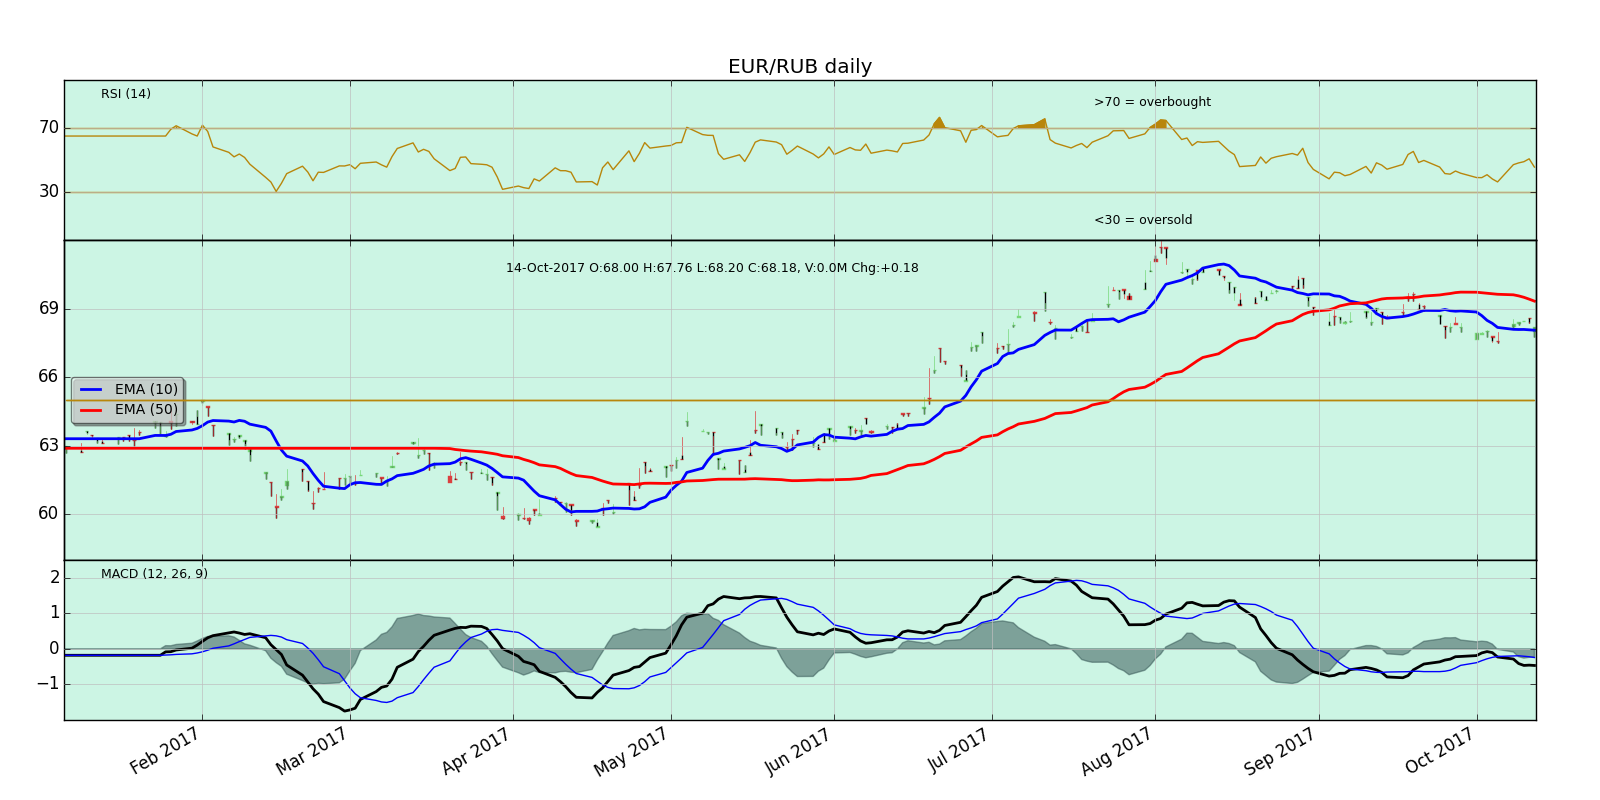 EUR/RUB daily
RSI (14)
>70 = overbought
70
30
<30 = oversold
14-Oct-2017 O:68.00 H:67.76 L:68.20 C:68.18, V:0.0M Chg:+0.18
69
66
EMA (10)
EMA (50)
63
60
MACD (12, 26, 9)
2
1
0
−1
Feb 2017
Mar 2017
Apr 2017
May 2017
Jun 2017
Jul 2017
Aug 2017
Sep 2017
Oct 2017